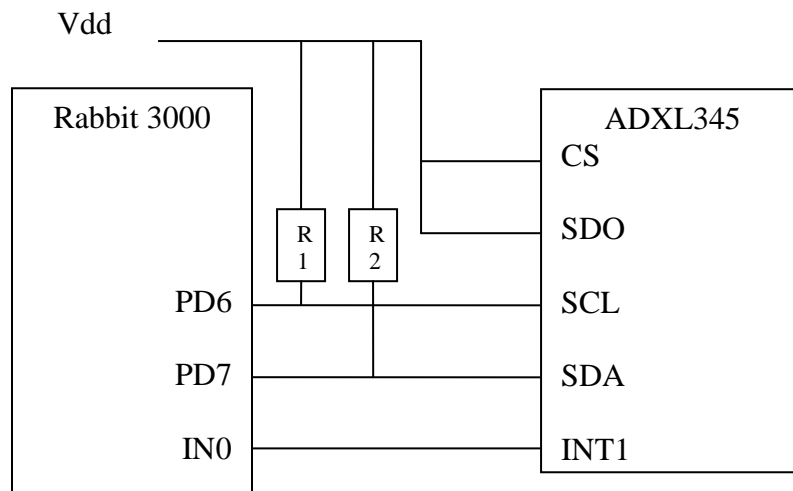 Vdd
Rabbit 3000
ADXL345
CS
SDO
R
1
R
2
PD6
SCL
PD7
SDA
IN0
INT1